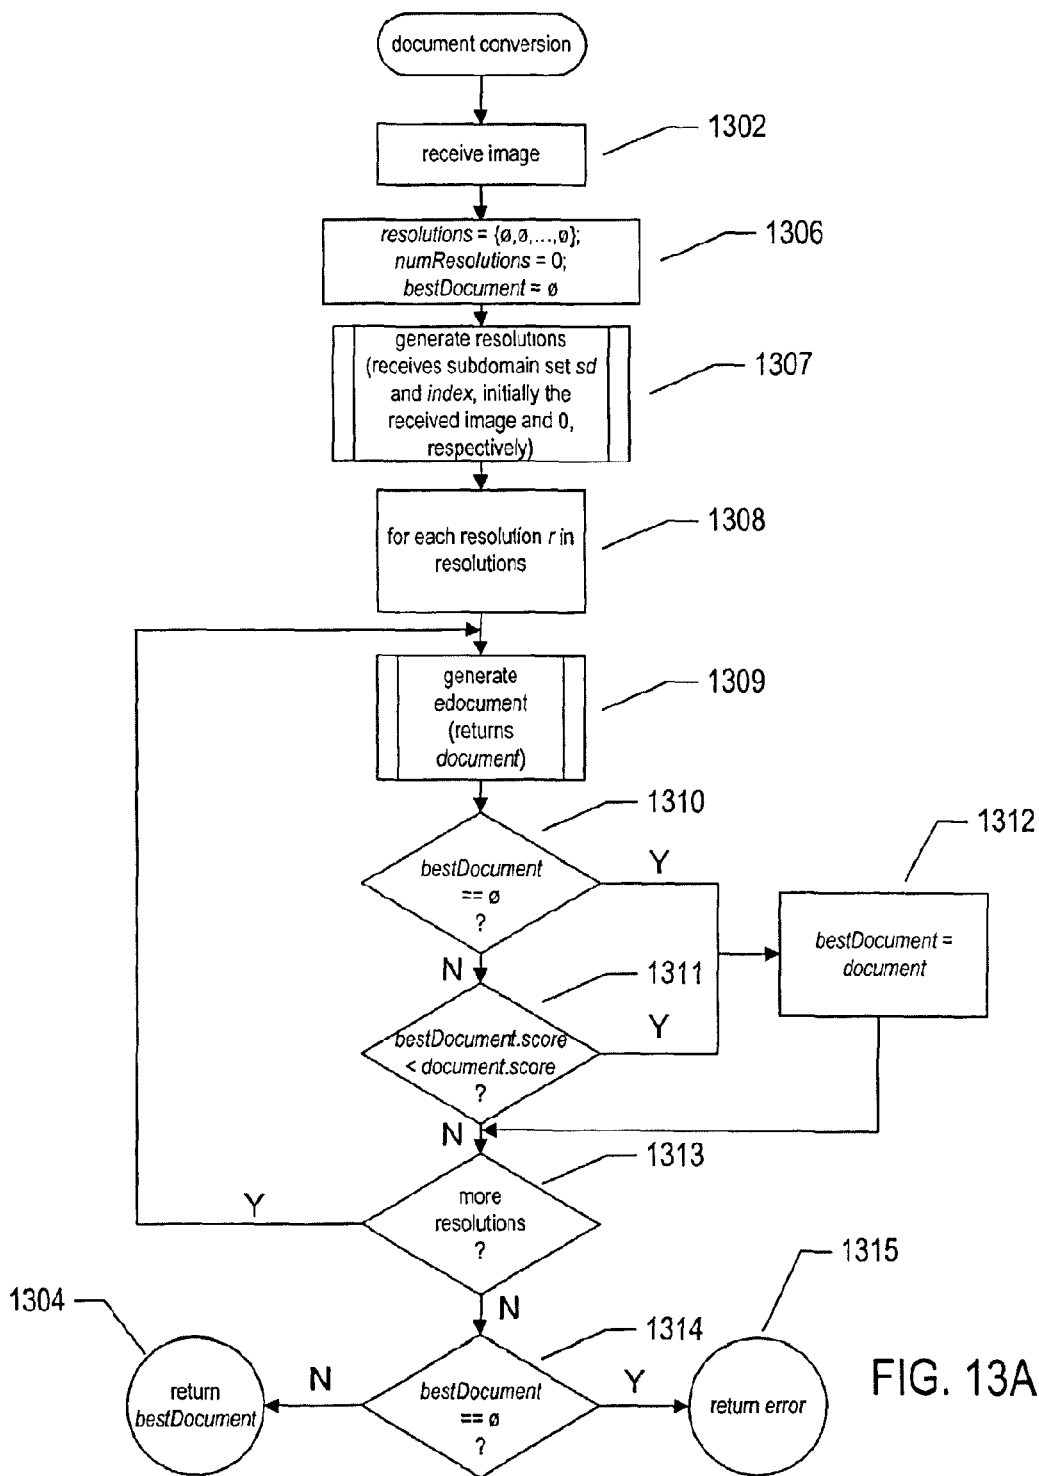 document conversion
1302
receive image
resolutions = {ø,ø,...,ø};
numResolutions = 0;
bestDocument = ø
1306
generate resolutions
(receives subdomain set sd
and index, initially the
received image and 0,
respectively)
1307
for each resolution r in
resolutions
1308
generate
edocument
(returns
document)
1309
1310
bestDocument
== ø
?
Y
N
1312
bestDocument =
document
1311
bestDocument.score
< document.score
?
Y
N
1313
more
resolutions
?
Y
N
1315
1304
1314
return
bestDocument
N
bestDocument
== ø
?
Y
return error
FIG. 13A